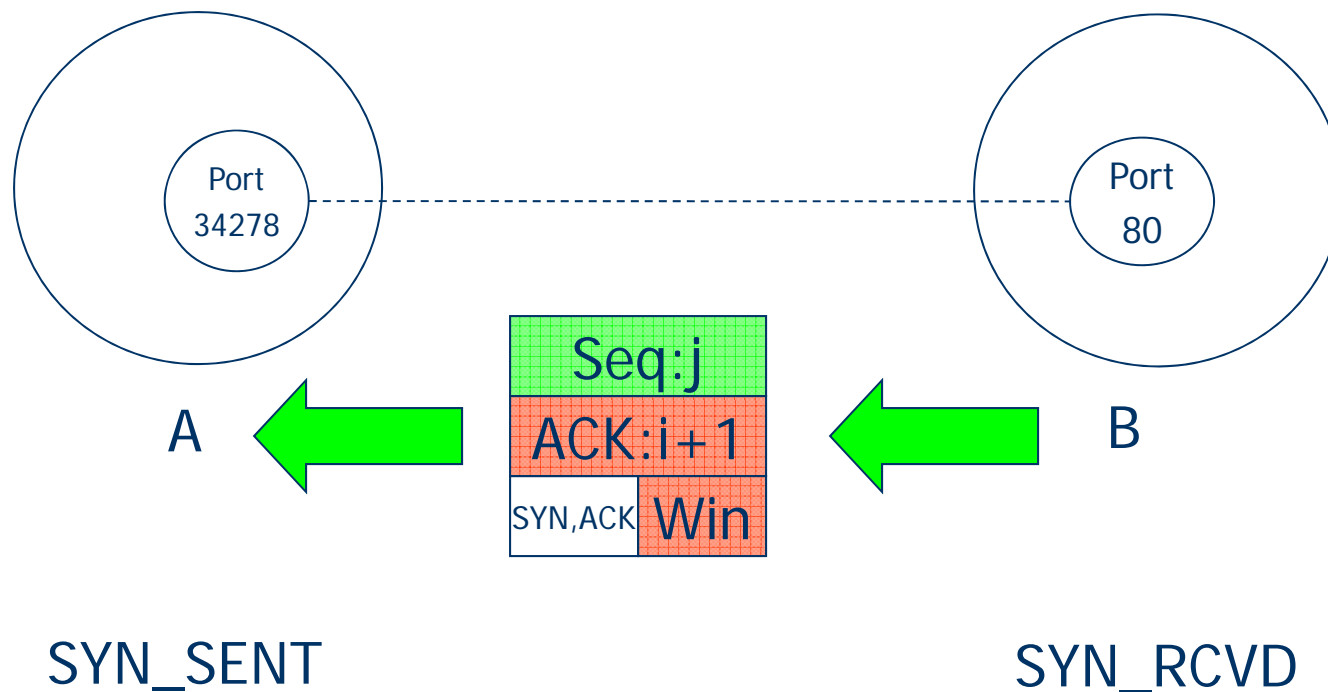 Port
34278
Port
80
Seq:j
ACK:i+1
SYN,ACK
Win
A
B
SYN_SENT
SYN_RCVD